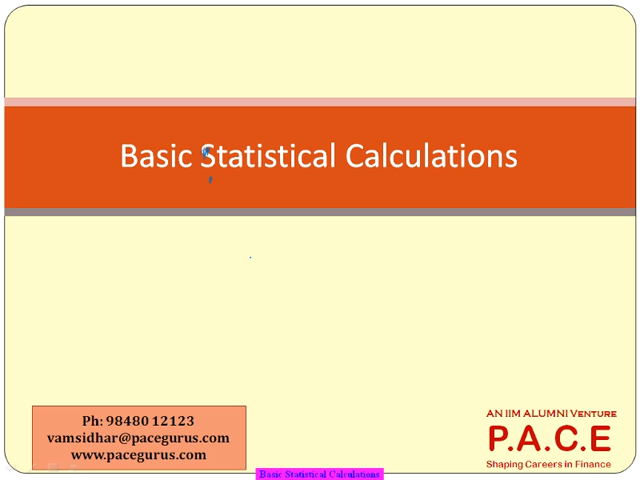 Basic Statistical Calculations
Ph: 98480 12123
vamsidhar@pacegurus.com
www.pacegurus.com
AN IIM ALUMNI VENTURE
P.A.C.E
Shaping Careers in Finance
Basic Statistical Calculations